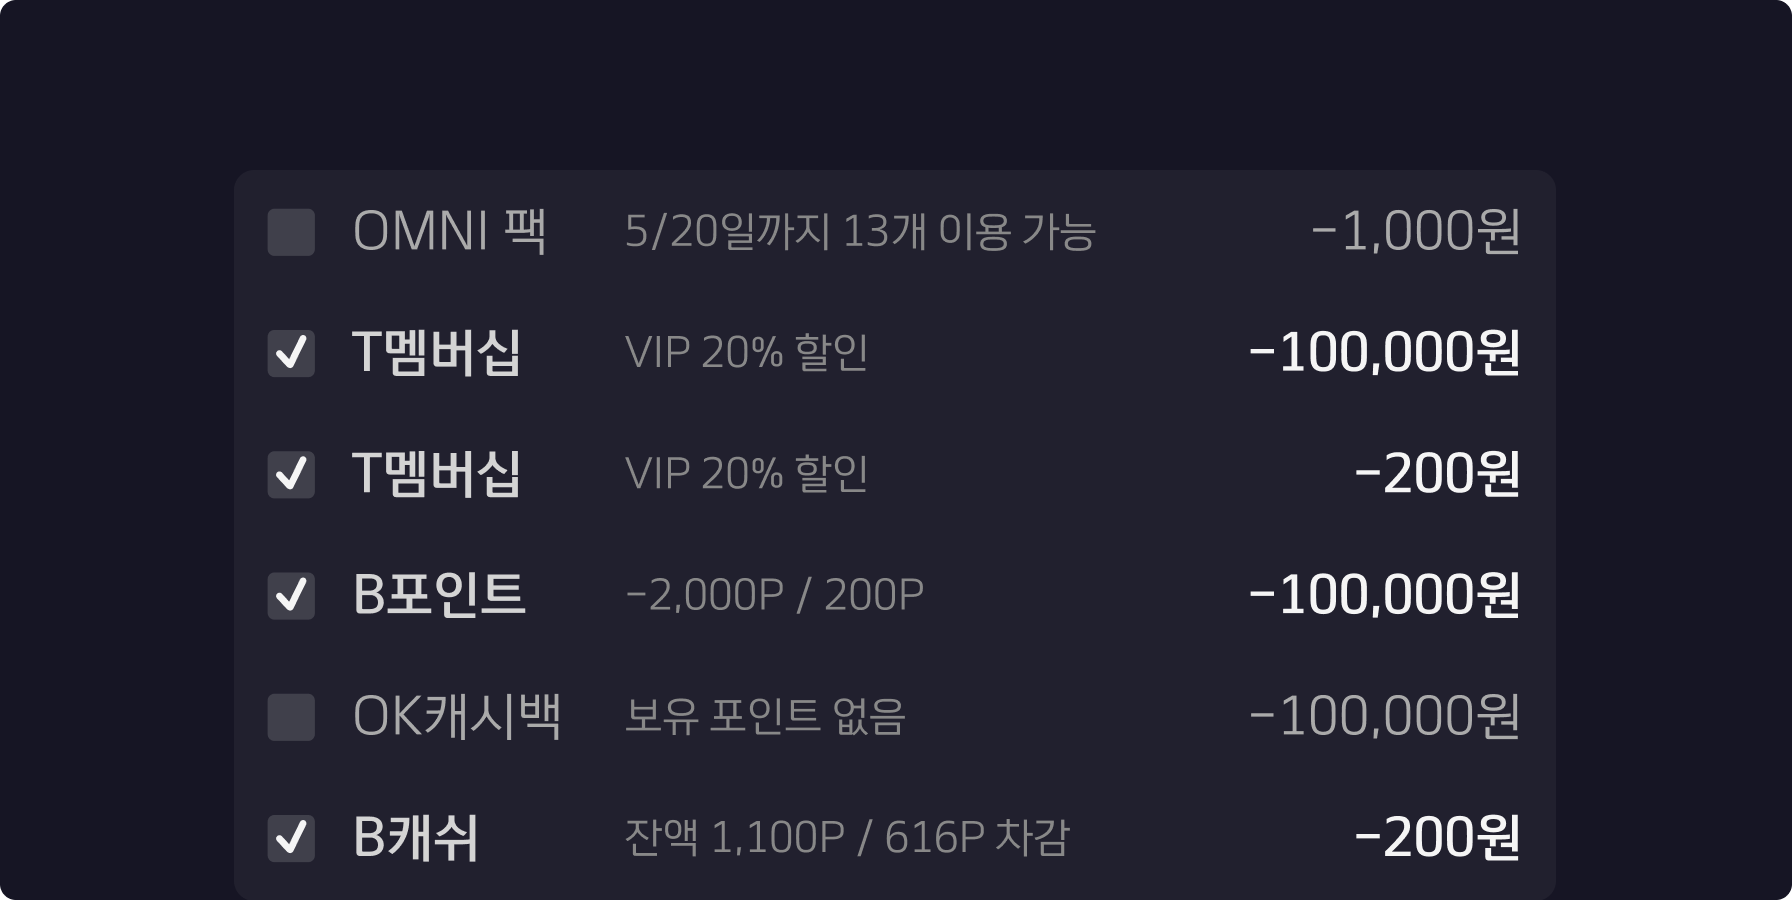 OMNI 팩 5/20일까지 13개 이용 가능 -1,000원
T멤버십 VIP 20% 할인 -100,000원
T멤버십 VIP 20% 할인 -200원
B포인트 -2,000P / 200P -100,000원
OK캐시백 보유 포인트 없음 -100,000원
B캐쉬 잔액 1,100P / 616P 차감 -200원